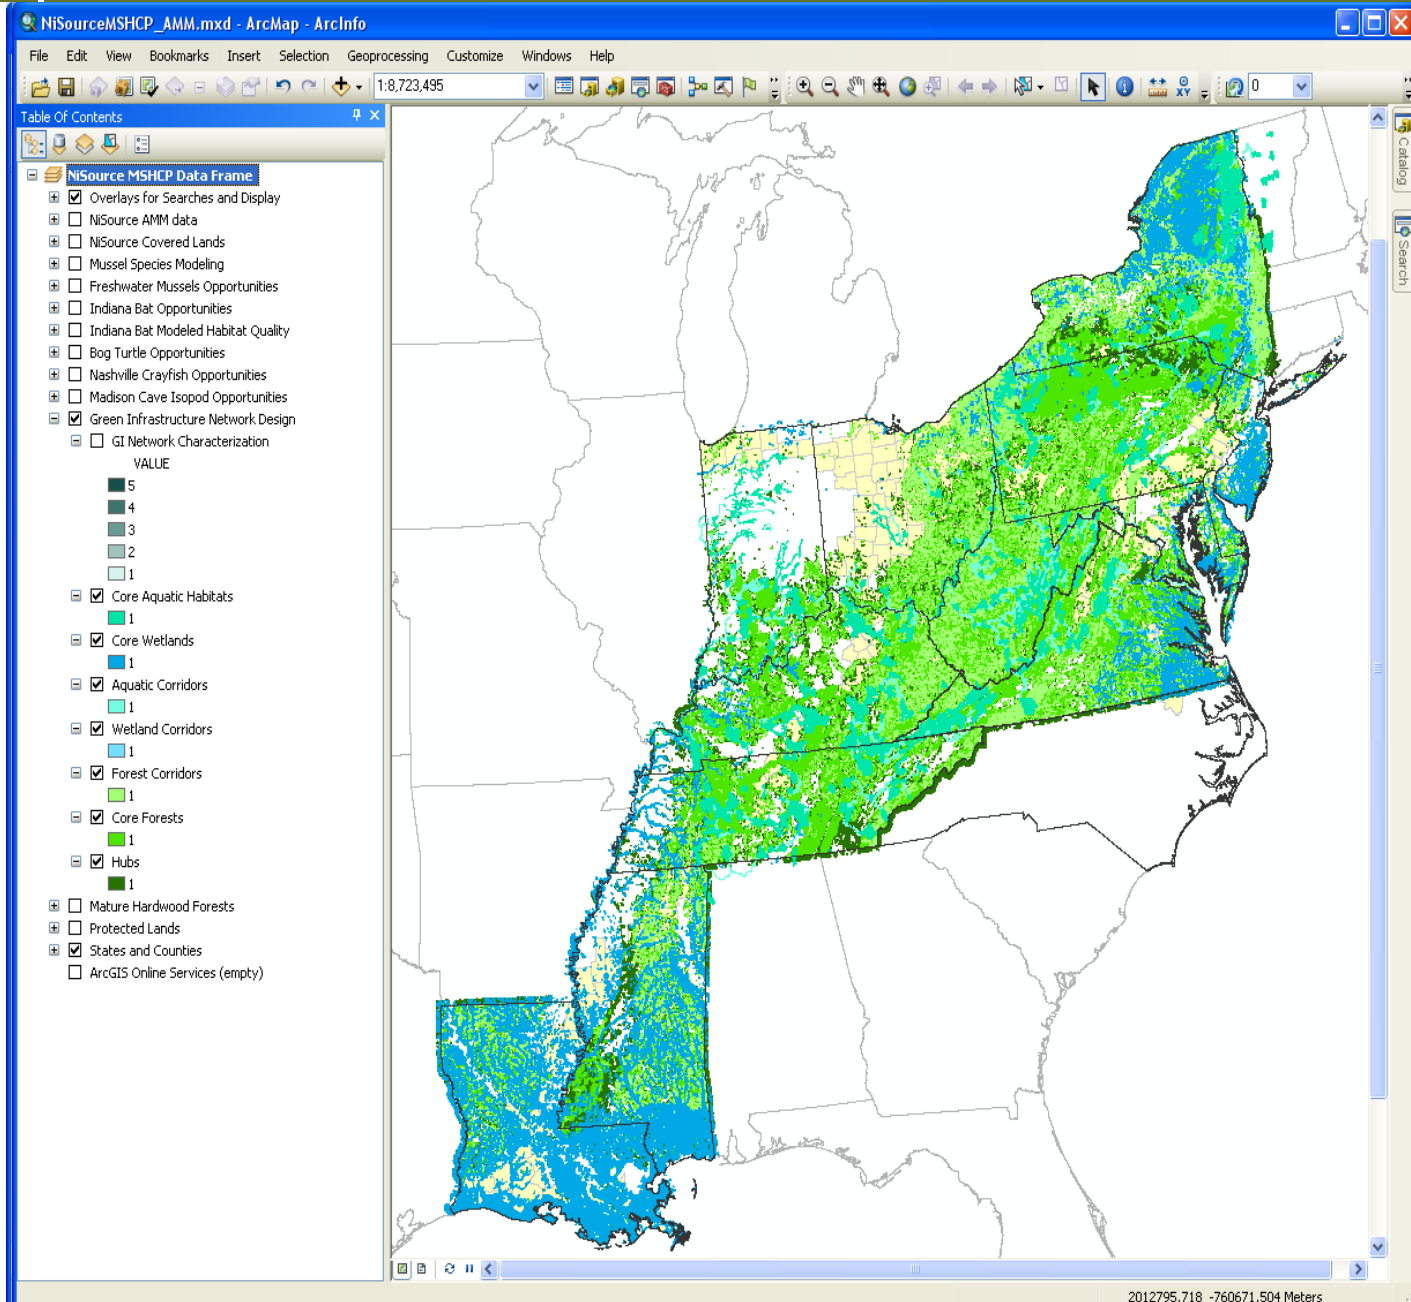 NiSourceMSHCP_AMM.mxd - ArcMap - ArcInfo
File Edit View Bookmarks Insert Selection Geoprocessing Customize Windows Help
1:8,723,495
XY
0
Table Of Contents
NiSource MSHCP Data Frame
Overlays for Searches and Display
NiSource AMM data
NiSource Covered Lands
Mussel Species Modeling
Freshwater Mussels Opportunities
Indiana Bat Opportunities
Indiana Bat Modeled Habitat Quality
Bog Turtle Opportunities
Nashville Crayfish Opportunities
Madison Cave Isopod Opportunities
Green Infrastructure Network Design
GI Network Characterization
VALUE
5
4
3
2
1
Core Aquatic Habitats
1
Core Wetlands
1
Aquatic Corridors
1
Wetland Corridors
1
Forest Corridors
1
Core Forests
1
Hubs
1
Mature Hardwood Forests
Protected Lands
States and Counties
ArcGIS Online Services (empty)
Catalog
Search
2012795.718 -760671.504 Meters